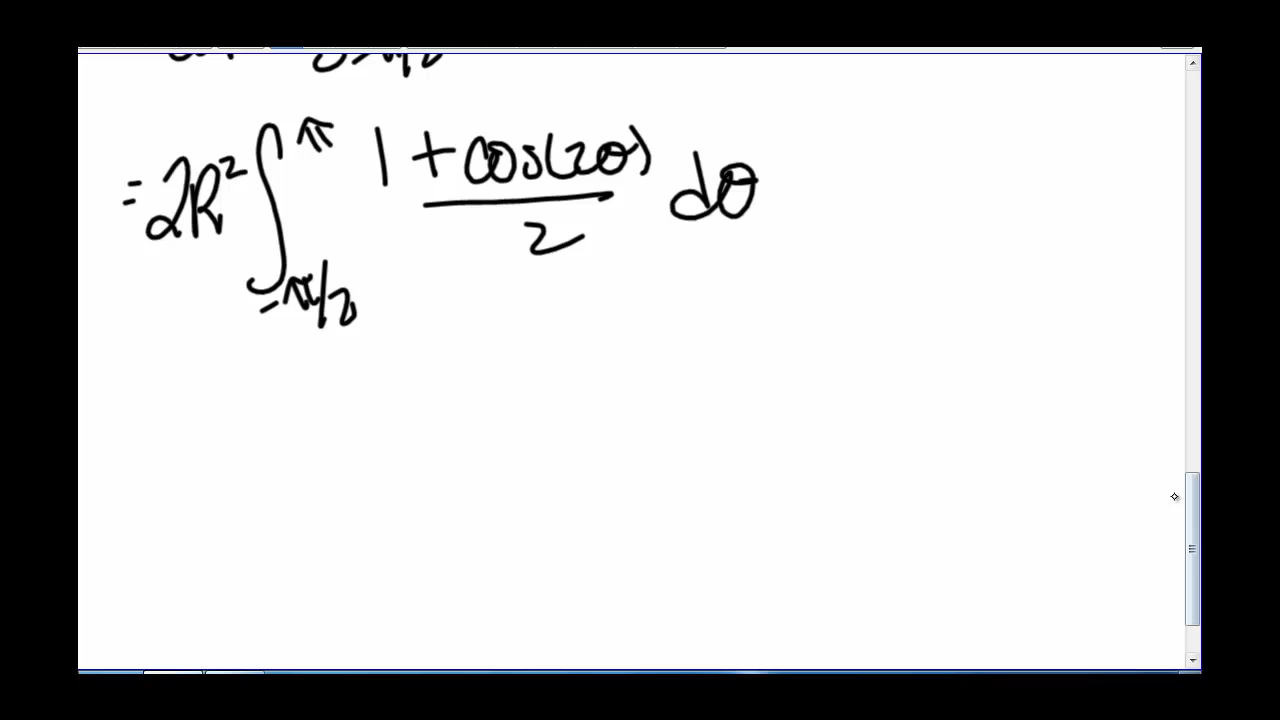 = 2R² ∫_{-π/2}^{π} (1 + cos(2θ))/2 dθ